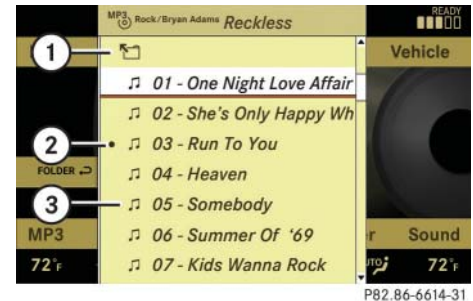 MP3 Rock/Bryan Adams Reckless
READY
1
Vehicle
01 - One Night Love Affair
02 - She's Only Happy Wh
2
03 - Run To You
FOLDER
04 - Heaven
3
05 - Somebody
MP3
06 - Summer Of '69
r
Sound
72°F
07 - Kids Wanna Rock
UTO
72°F
P82.86-6614-31